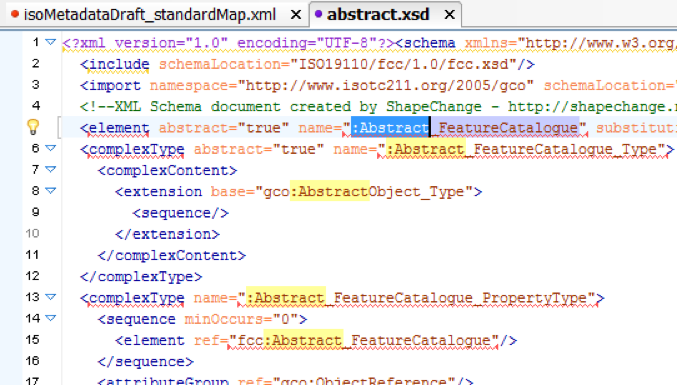 isoMetadataDraft_standardMap.xml × abstract.xsd ×
1 <?xml version="1.0" encoding="UTF-8"?><schema xmlns="http://www.w3.org/
2 <include schemaLocation="ISO19110/fcc/1.0/fcc.xsd"/>
3 <import namespace="http://www.isotc211.org/2005/gco" schemaLocation=
4 <!--XML Schema document created by ShapeChange - http://shapechange.n
<element abstract="true" name=":Abstract_FeatureCatalogue" substituti
6 <complexType abstract="true" name=":Abstract_FeatureCatalogue_Type">
7 <complexContent>
8 <extension base="gco:AbstractObject_Type">
9 <sequence/>
10 </extension>
11 </complexContent>
12 </complexType>
13 <complexType name=":Abstract_FeatureCatalogue_PropertyType">
14 <sequence minOccurs="0">
15 <element ref="fcc:Abstract_FeatureCatalogue"/>
16 </sequence>
17 <attributeGroup ref="gco:ObjectReference"/>